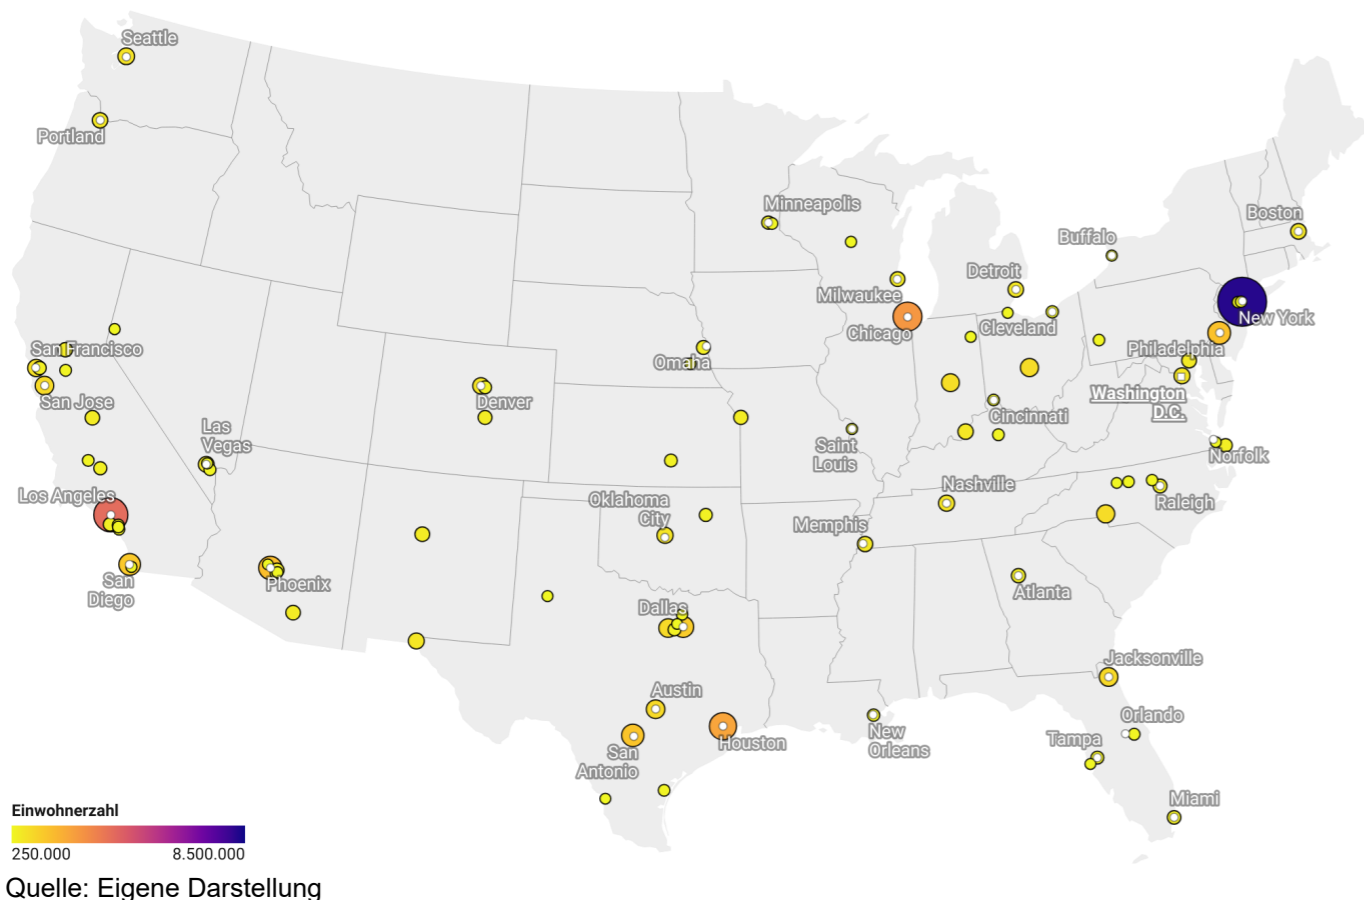 Seattle
Portland
Minneapolis
Boston
Buffalo
Detroit
Milwaukee
New York
Cleveland
Chicago
San Francisco
Philadelphia
Omaha
Washington
D.C.
San Jose
Denver
Cincinnati
Las
Vegas
Saint
Louis
Norfolk
Los Angeles
Nashville
Oklahoma
City
Raleigh
Memphis
Phoenix
San
Diego
Atlanta
Dallas
Jacksonville
Austin
Orlando
New
Orleans
Tampa
Houston
San
Antonio
Miami
Einwohnerzahl
250.000 8.500.000
Quelle: Eigene Darstellung